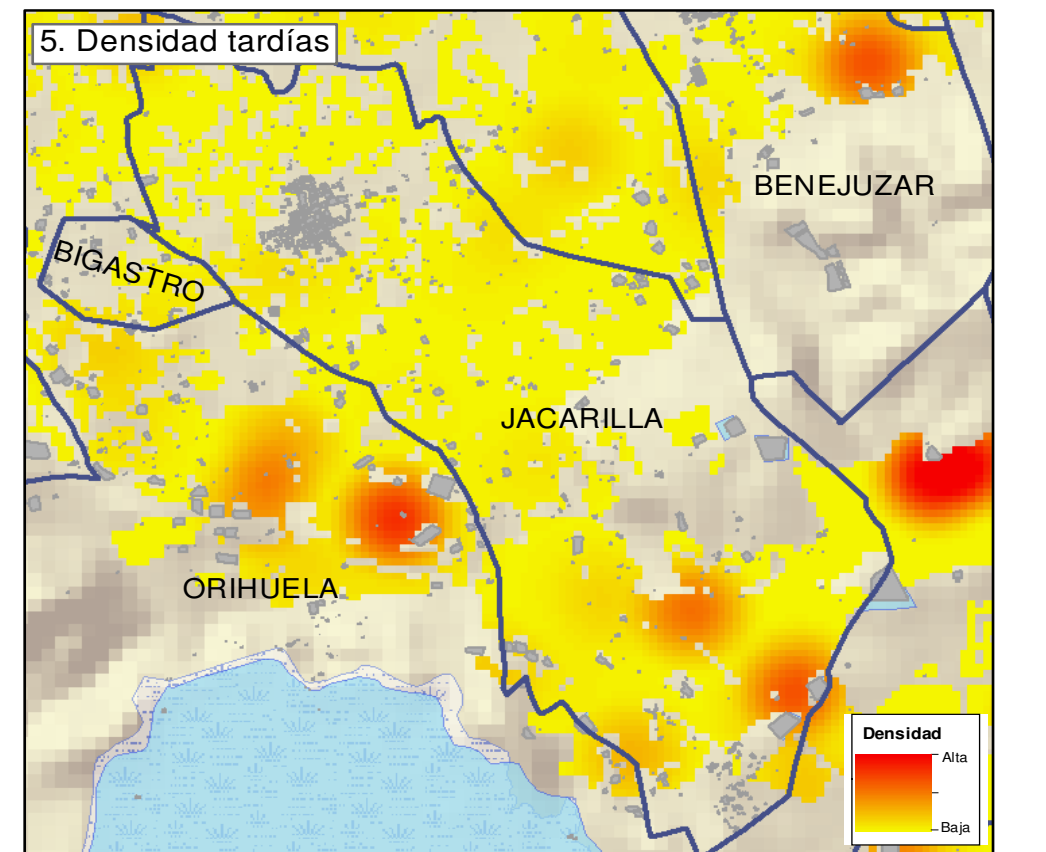 5. Densidad tardías
BENEJUZAR
BIGASTRO
JACARILLA
ORIHUELA
Densidad
Alta
Baja